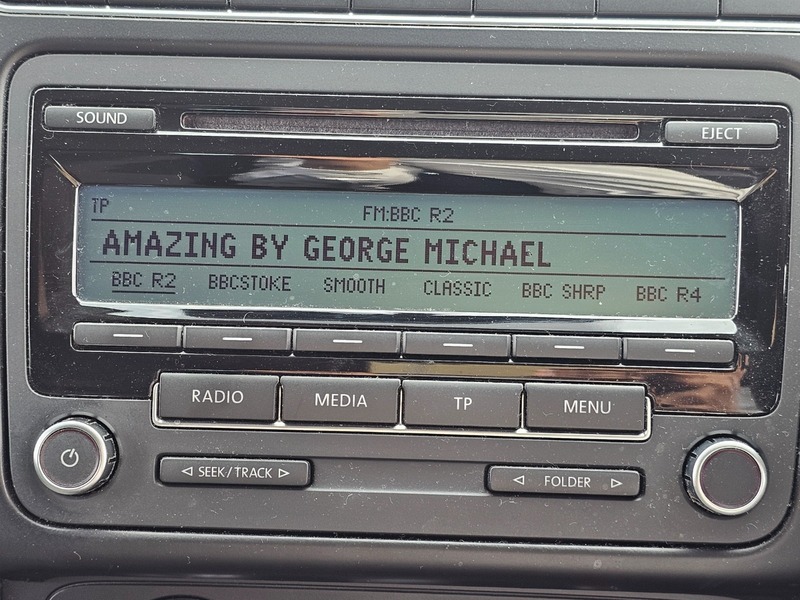 SOUND EJECT
TP FM:BBC R2
AMAZING BY GEORGE MICHAEL
BBC R2 BBCSTOKE SMOOTH CLASSIC BBC SHRP BBC R4
RADIO MEDIA TP MENU
SEEK/TRACK FOLDER